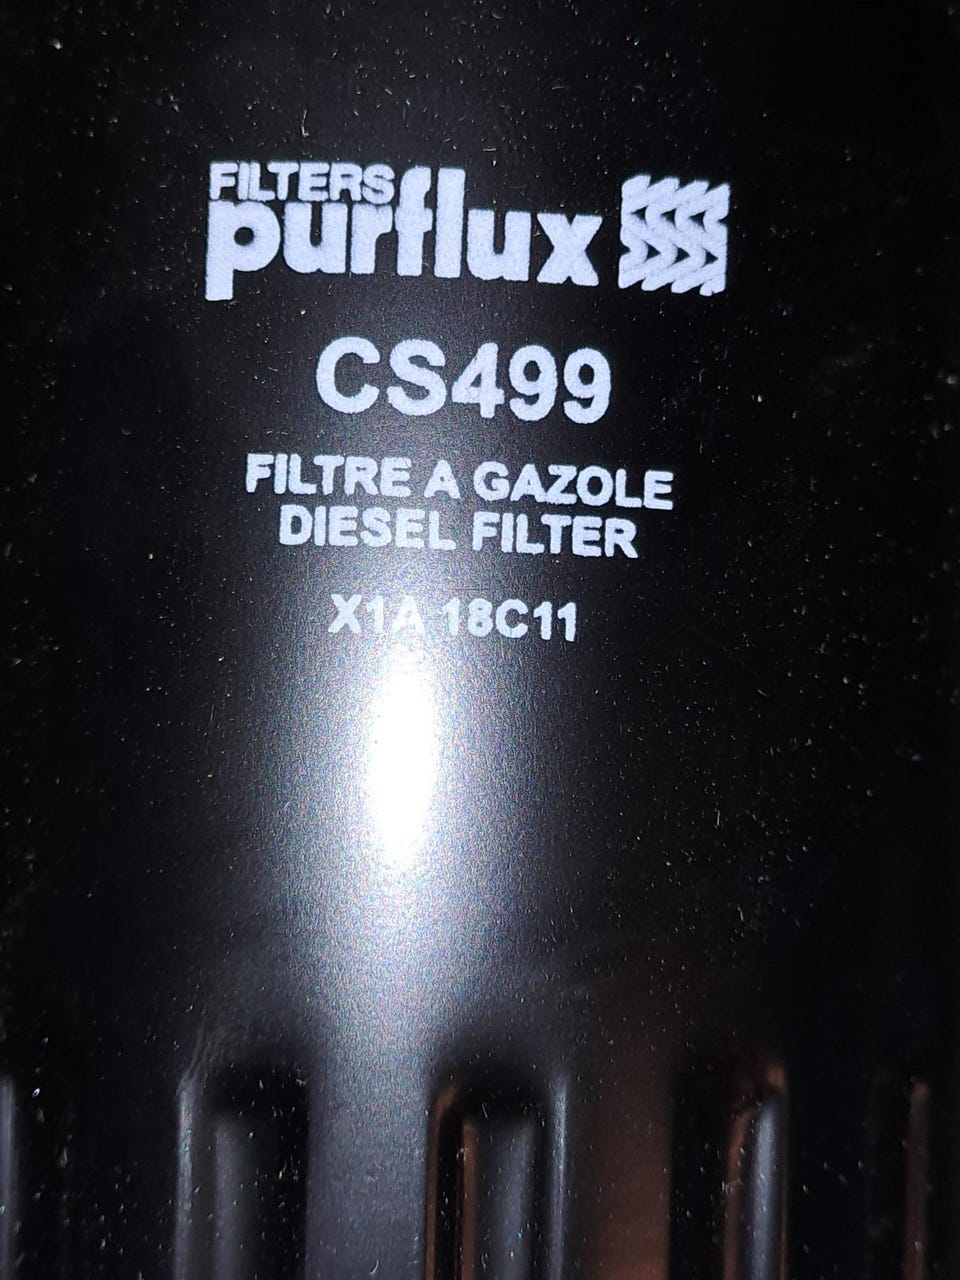 FILTERS
purflux
CS499
FILTRE A GAZOLE
DIESEL FILTER
X1A 18C11